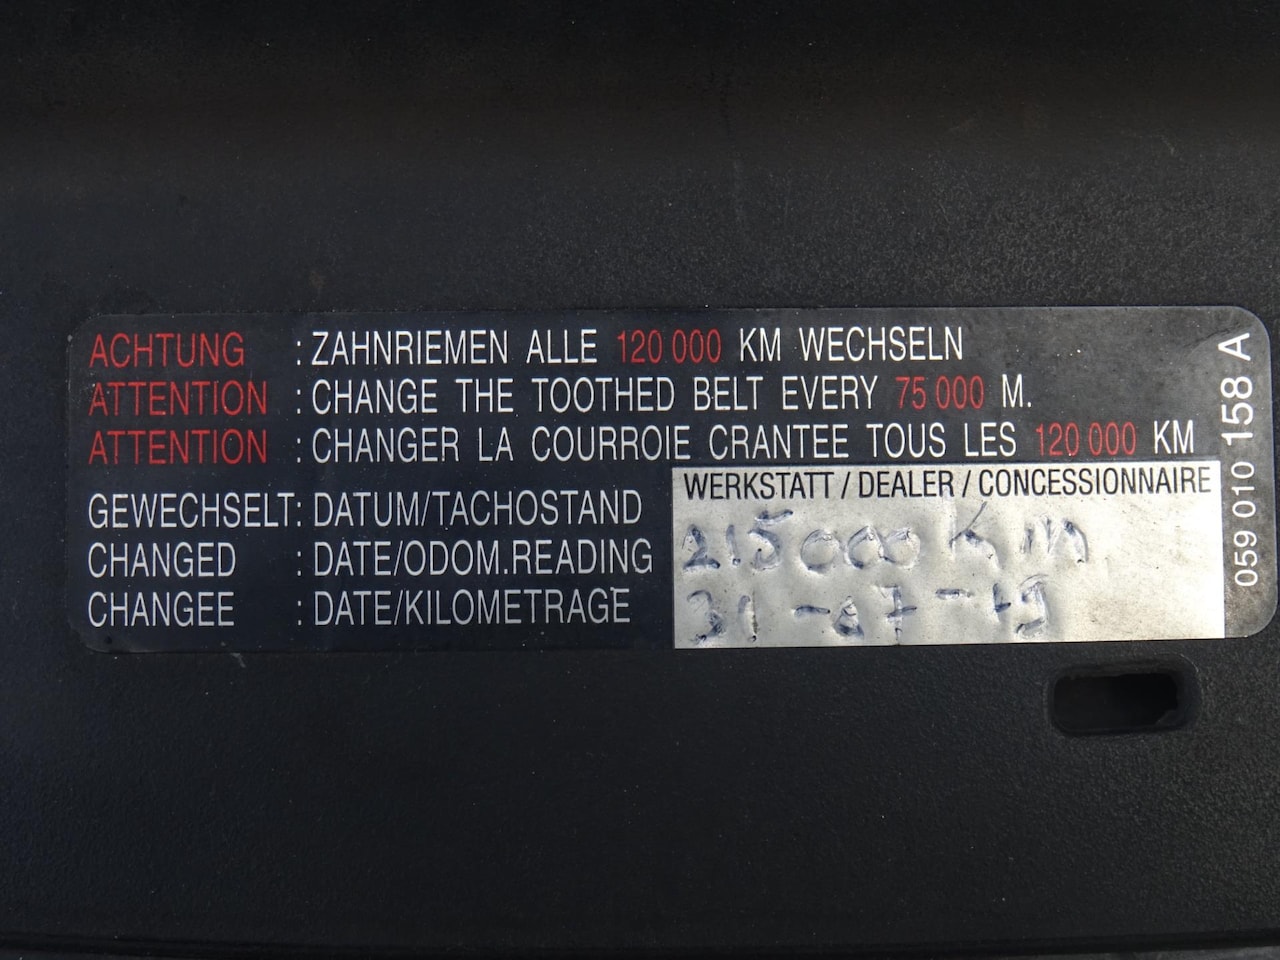 ACHTUNG : ZAHNRIEMEN ALLE 120 000 KM WECHSELN
ATTENTION : CHANGE THE TOOTHED BELT EVERY 75 000 M.
ATTENTION : CHANGER LA COURROIE CRANTEE TOUS LES 120 000 KM
WERKSTATT / DEALER / CONCESSIONNAIRE
GEWECHSELT: DATUM/TACHOSTAND
CHANGED : DATE/ODOM.READING
CHANGEE : DATE/KILOMETRAGE
215000 Km
31-07-19
059 010 158 A